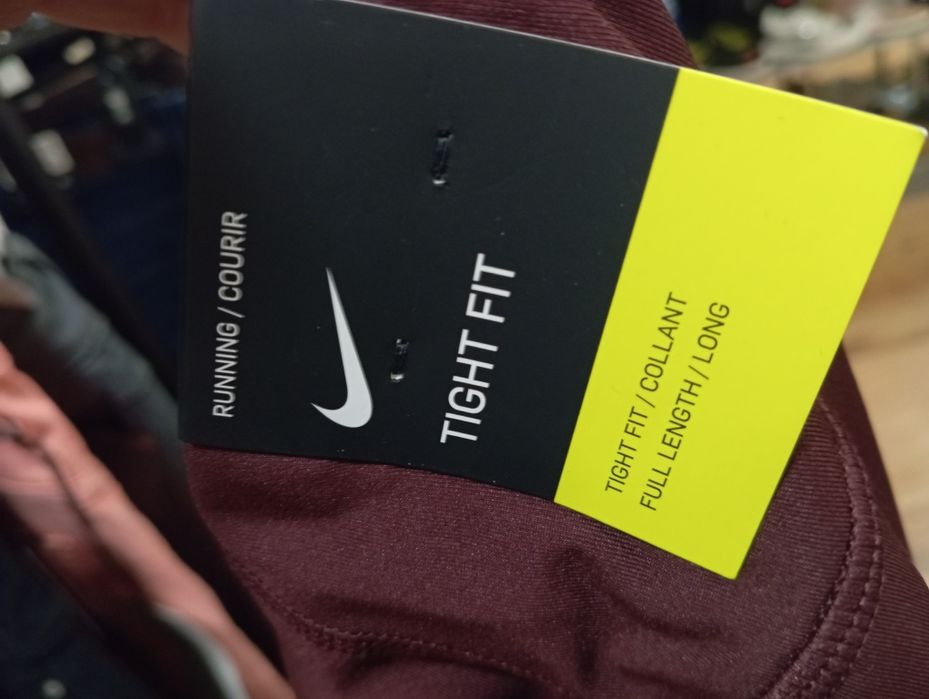 RUNNING / COURIR
TIGHT FIT
TIGHT FIT / COLLANT
FULL LENGTH / LONG